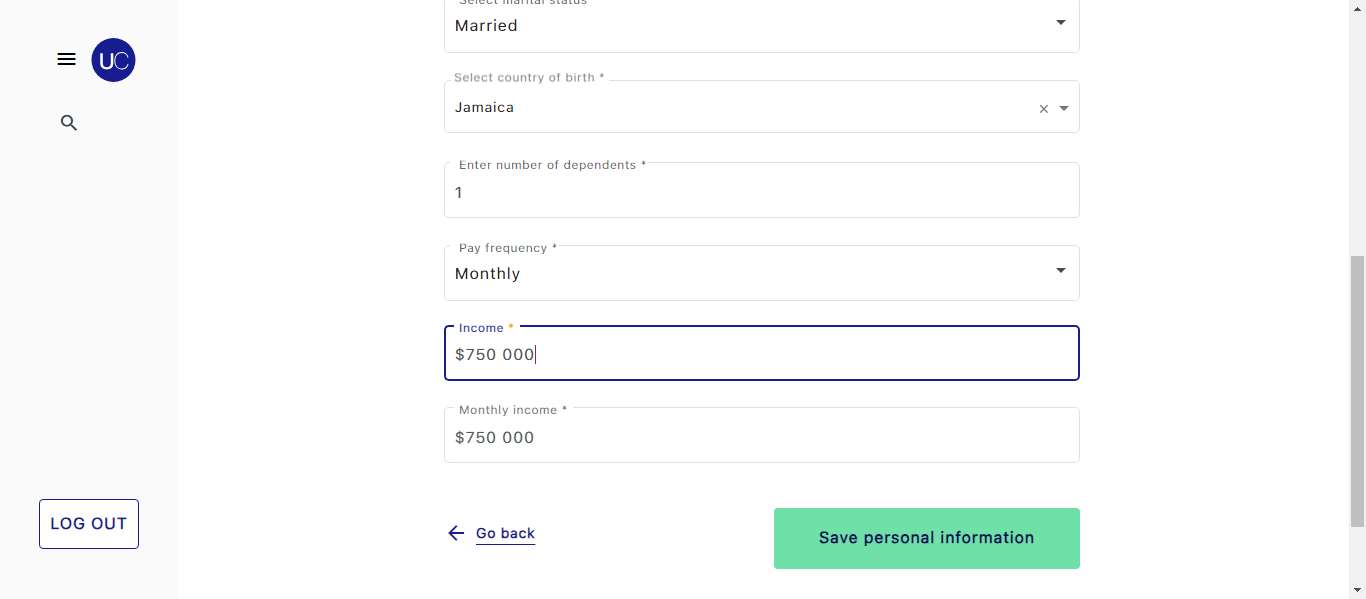 Select marital status
Married
UC
Select country of birth *
Jamaica
Enter number of dependents *
1
Pay frequency *
Monthly
Income *
$750 000
Monthly income *
$750 000
LOG OUT
Go back
Save personal information